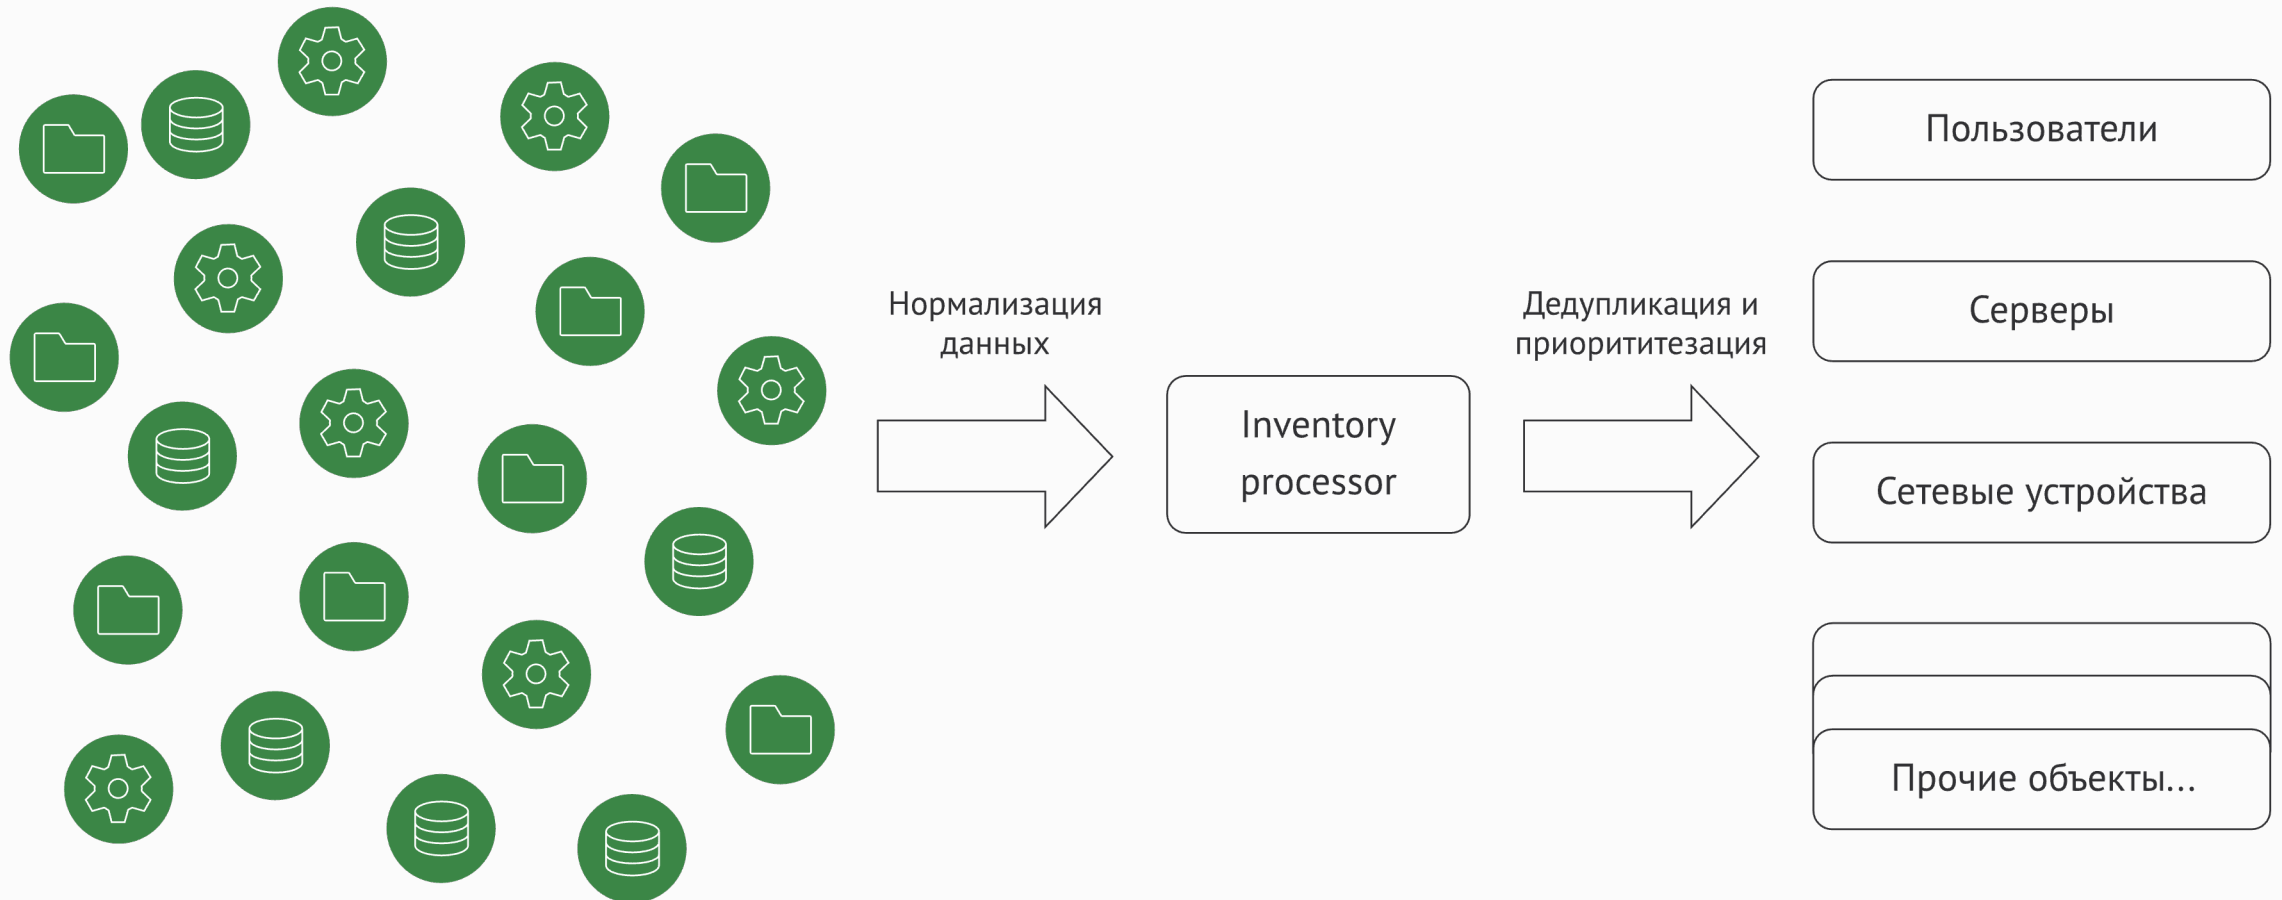 Нормализация
данных
Inventory
processor
Дедупликация и
приорититезация
Пользователи
Серверы
Сетевые устройства
Прочие объекты...